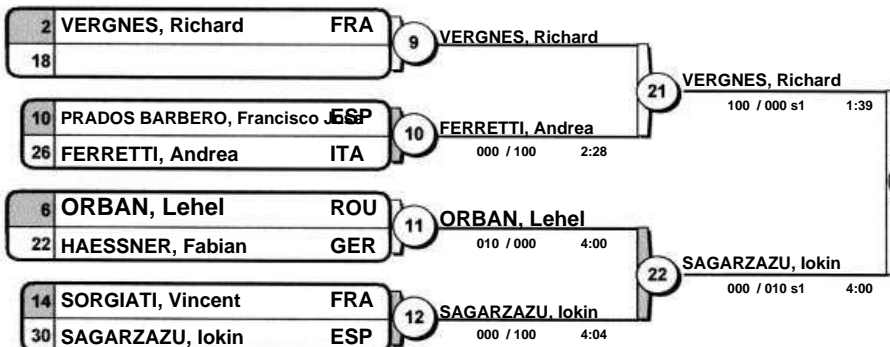 2 VERGNES, Richard FRA
18
9
VERGNES, Richard
10 PRADOS BARBERO, Francisco José ESP
26 FERRETTI, Andrea ITA
10
FERRETTI, Andrea
000 / 100 2:28
21
VERGNES, Richard
100 / 000 s1 1:39
6 ORBAN, Lehel ROU
22 HAESSNER, Fabian GER
11
ORBAN, Lehel
010 / 000 4:00
14 SORGIATI, Vincent FRA
30 SAGARZAZU, Iokin ESP
12
SAGARZAZU, Iokin
000 / 100 4:04
22
SAGARZAZU, Iokin
000 / 010 s1 4:00